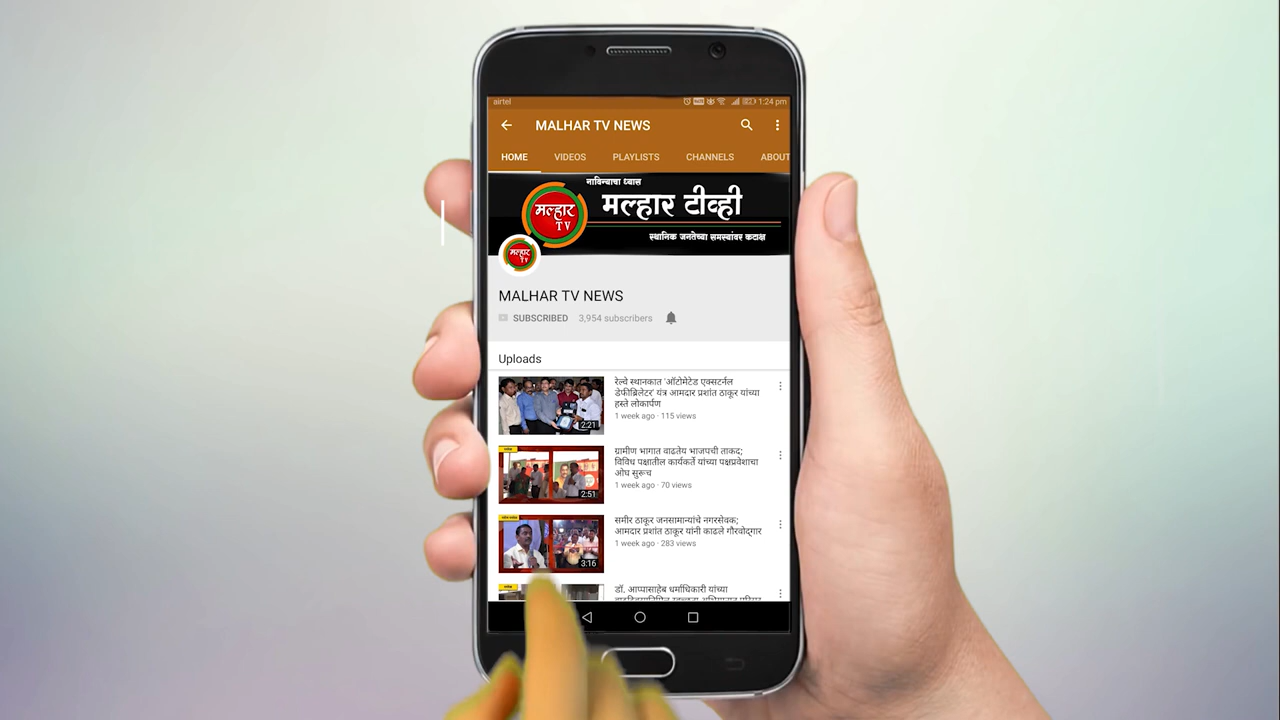 airtel 1:24 pm
MALHAR TV NEWS
HOME VIDEOS PLAYLISTS CHANNELS ABOUT
नाविन्याचा ध्यास
मल्हार टीव्ही
मल्हार
TV
स्थानिक जनतेच्या समस्यांवर कटाक्ष
मल्हार
TV
MALHAR TV NEWS
SUBSCRIBED 3,954 subscribers
Uploads
रेल्वे स्थानकात 'ऑटोमेटेड एक्सटर्नल
डेफीब्रिलेटर' यंत्र आमदार प्रशांत ठाकूर यांच्या
हस्ते लोकार्पण
1 week ago · 115 views
2:21
ग्रामीण भागात वाढतेय भाजपची ताकद;
विविध पक्षातील कार्यकर्ते यांच्या पक्षप्रवेशाचा
ओघ सुरूच
1 week ago · 70 views
2:51
समीर ठाकूर जनसामान्यांचे नगरसेवक;
आमदार प्रशांत ठाकूर यांनी काढले गौरवोद्गार
1 week ago · 283 views
3:16
डॉ. आप्पासाहेब धर्माधिकारी यांच्या